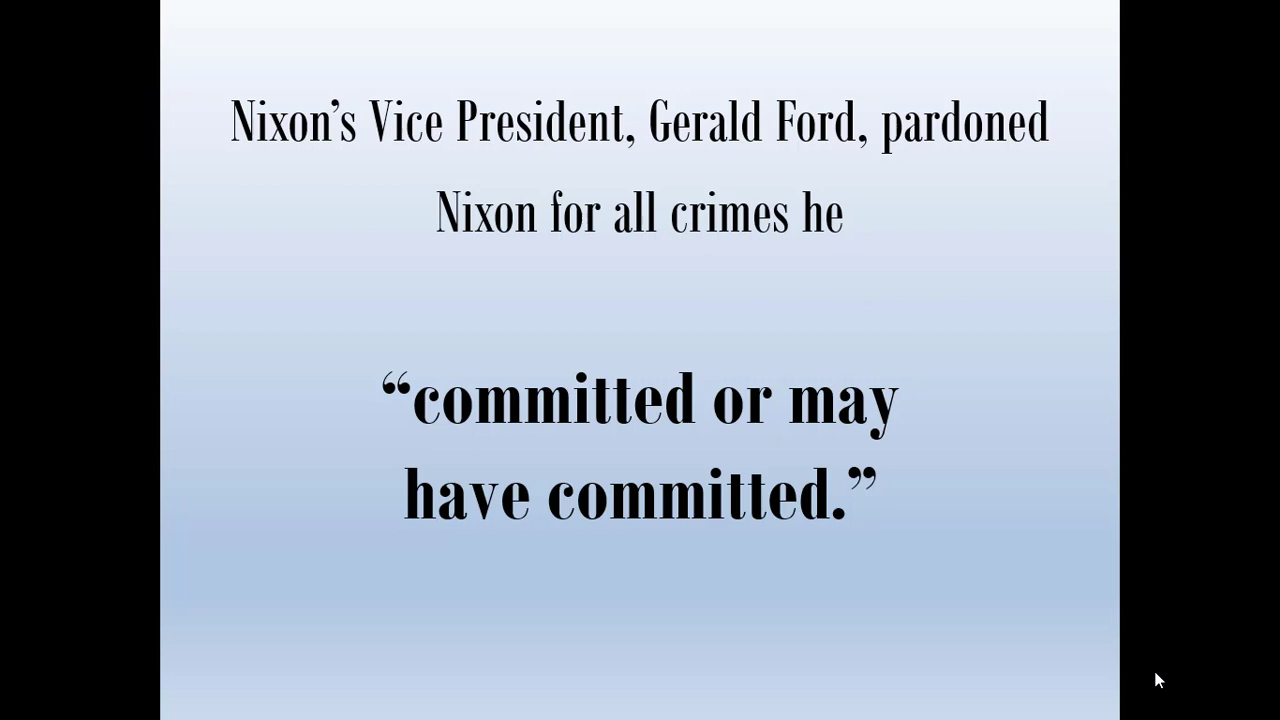 Nixon’s Vice President, Gerald Ford, pardoned
Nixon for all crimes he
“committed or may
have committed.”